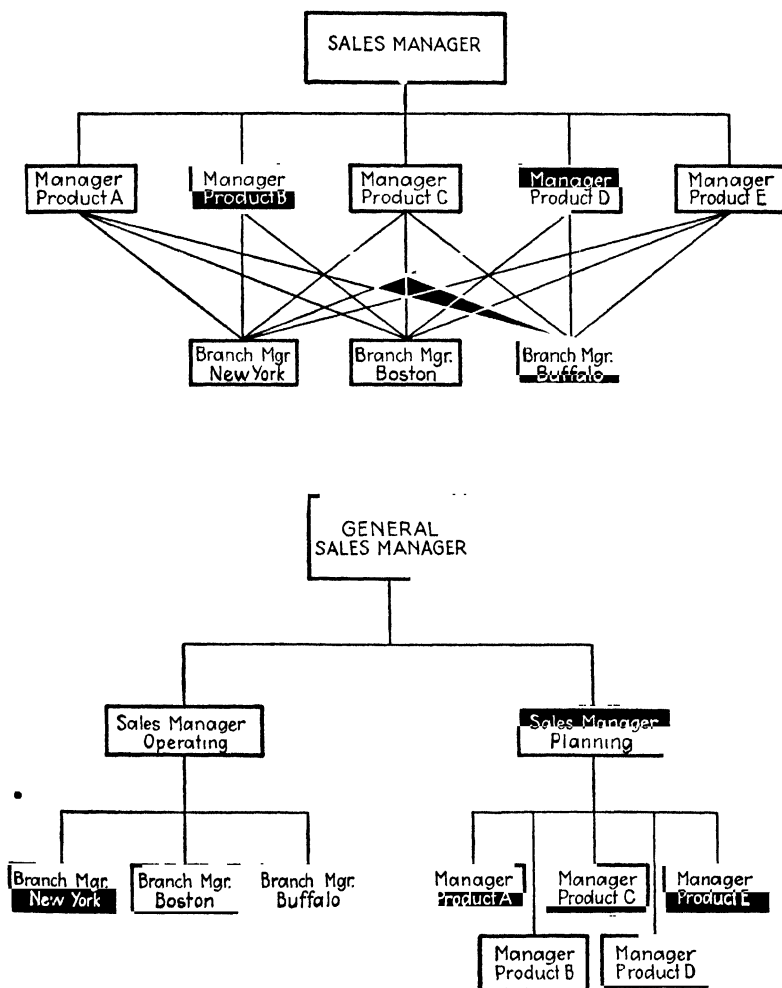 SALES MANAGER
Manager
Product A
Manager
Product B
Manager
Product C
Manager
Product D
Manager
Product E
Branch Mgr
New York
Branch Mgr.
Boston
Branch Mgr.
Buffalo
GENERAL
SALES MANAGER
Sales Manager
Operating
Sales Manager
Planning
Branch Mgr.
New York
Branch Mgr.
Boston
Branch Mgr.
Buffalo
Manager
Product A
Manager
Product C
Manager
Product E
Manager
Product B
Manager
Product D